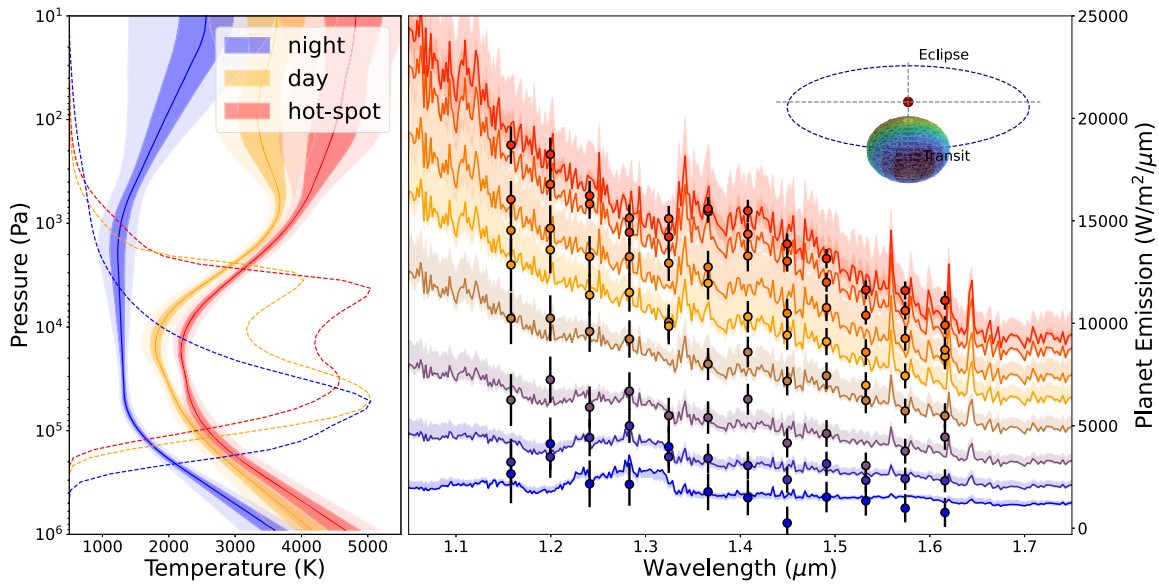 10¹
10²
10³
10⁴
10⁵
10⁶
Pressure (Pa)
night
day
hot-spot
1000 2000 3000 4000 5000
Temperature (K)
Eclipse
Transit
1.1 1.2 1.3 1.4 1.5 1.6 1.7
Wavelength (μm)
25000
20000
15000
10000
5000
0
Planet Emission (W/m²/μm)